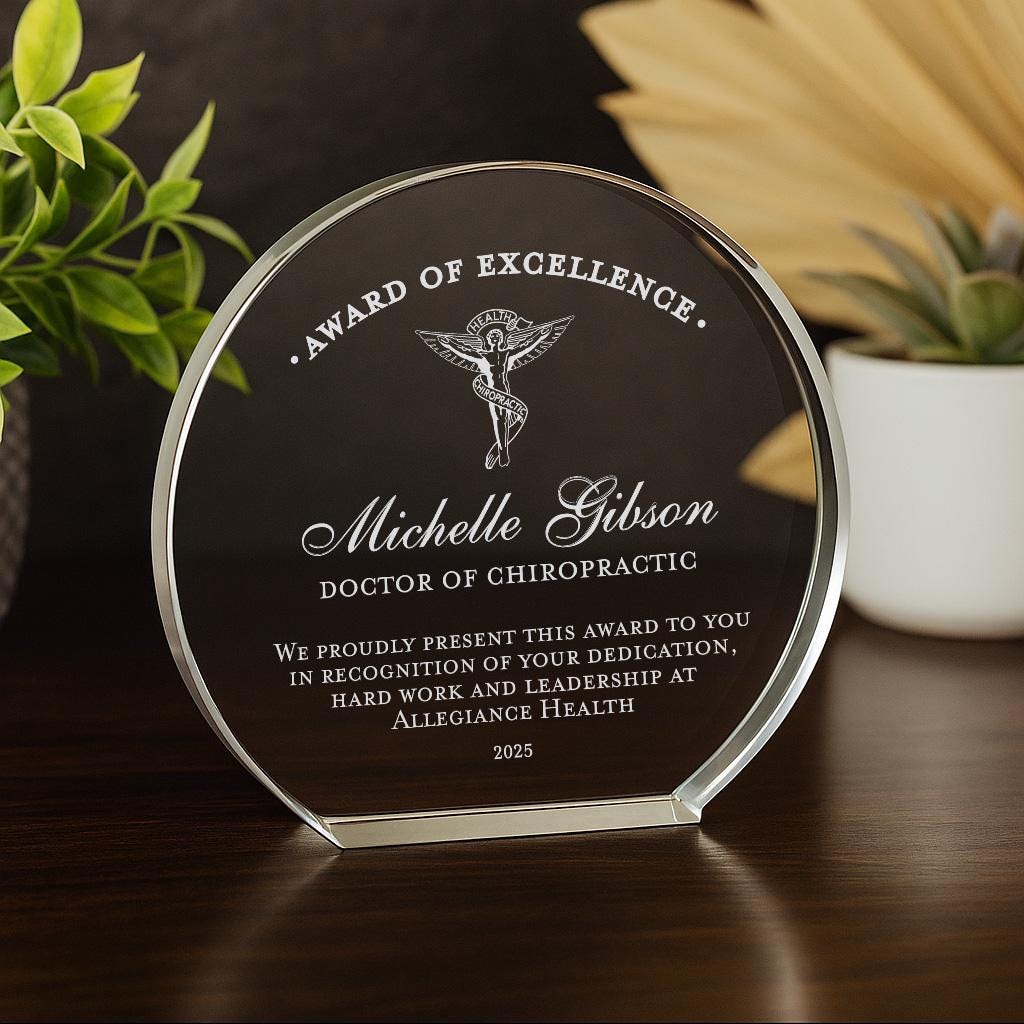 • AWARD OF EXCELLENCE •
HEALTH
CHIROPRACTIC
Michelle Gibson
DOCTOR OF CHIROPRACTIC
WE PROUDLY PRESENT THIS AWARD TO YOU
IN RECOGNITION OF YOUR DEDICATION,
HARD WORK AND LEADERSHIP AT
ALLEGIANCE HEALTH
2025